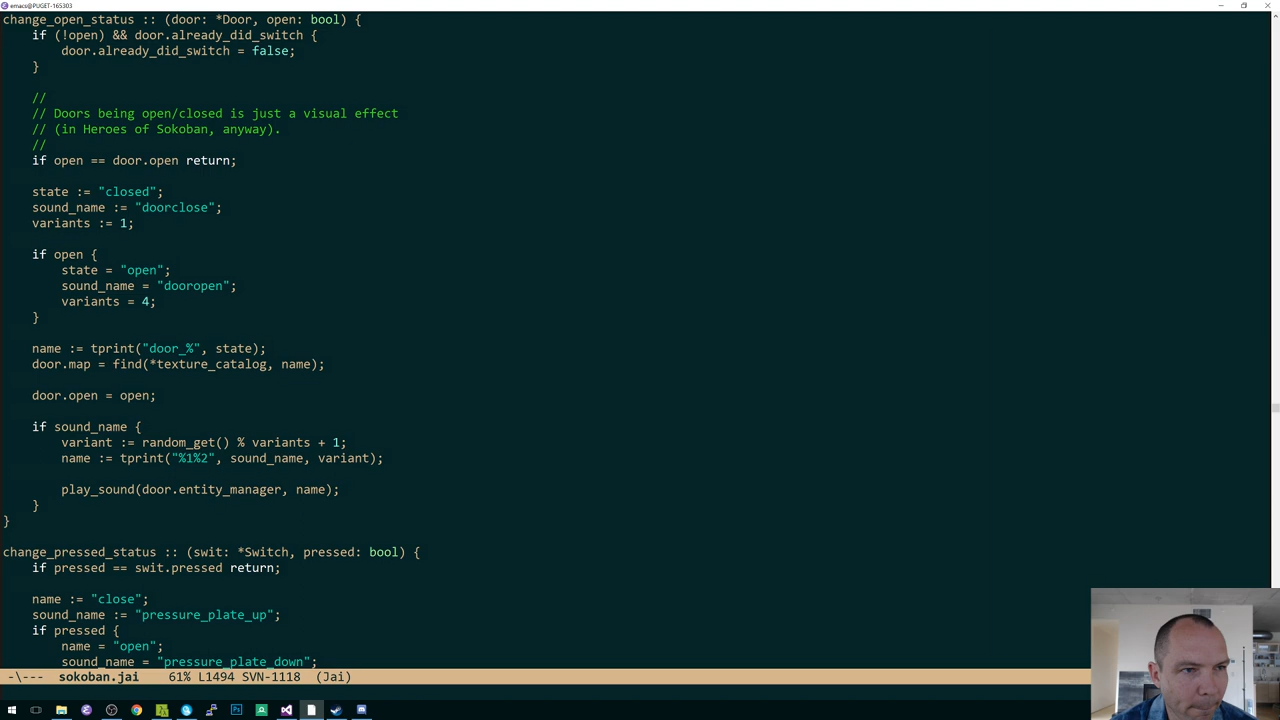 emacs@PUGET-165303
change_open_status :: (door: *Door, open: bool) {
    if (!open) && door.already_did_switch {
        door.already_did_switch = false;
    }

    //
    // Doors being open/closed is just a visual effect
    // (in Heroes of Sokoban, anyway).
    //
    if open == door.open return;

    state := "closed";
    sound_name := "doorclose";
    variants := 1;

    if open {
        state = "open";
        sound_name = "dooropen";
        variants = 4;
    }

    name := tprint("door_%", state);
    door.map = find(*texture_catalog, name);

    door.open = open;

    if sound_name {
        variant := random_get() % variants + 1;
        name := tprint("%1%2", sound_name, variant);

        play_sound(door.entity_manager, name);
    }
}

change_pressed_status :: (swit: *Switch, pressed: bool) {
    if pressed == swit.pressed return;

    name := "close";
    sound_name := "pressure_plate_up";
    if pressed {
        name = "open";
        sound_name = "pressure_plate_down";
-\---  sokoban.jai    61% L1494 SVN-1118  (Jai)